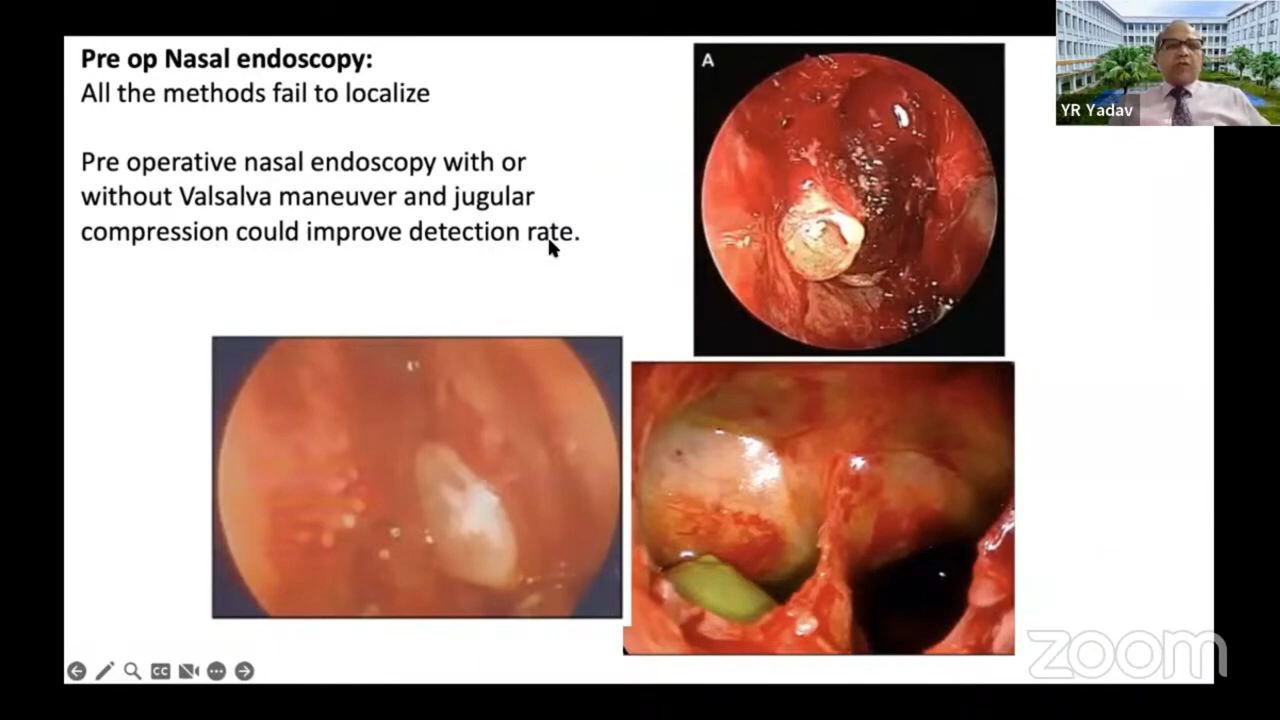 Pre op Nasal endoscopy:
All the methods fail to localize
Pre operative nasal endoscopy with or
without Valsalva maneuver and jugular
compression could improve detection rate.
A
YR Yadav
CC
zoom